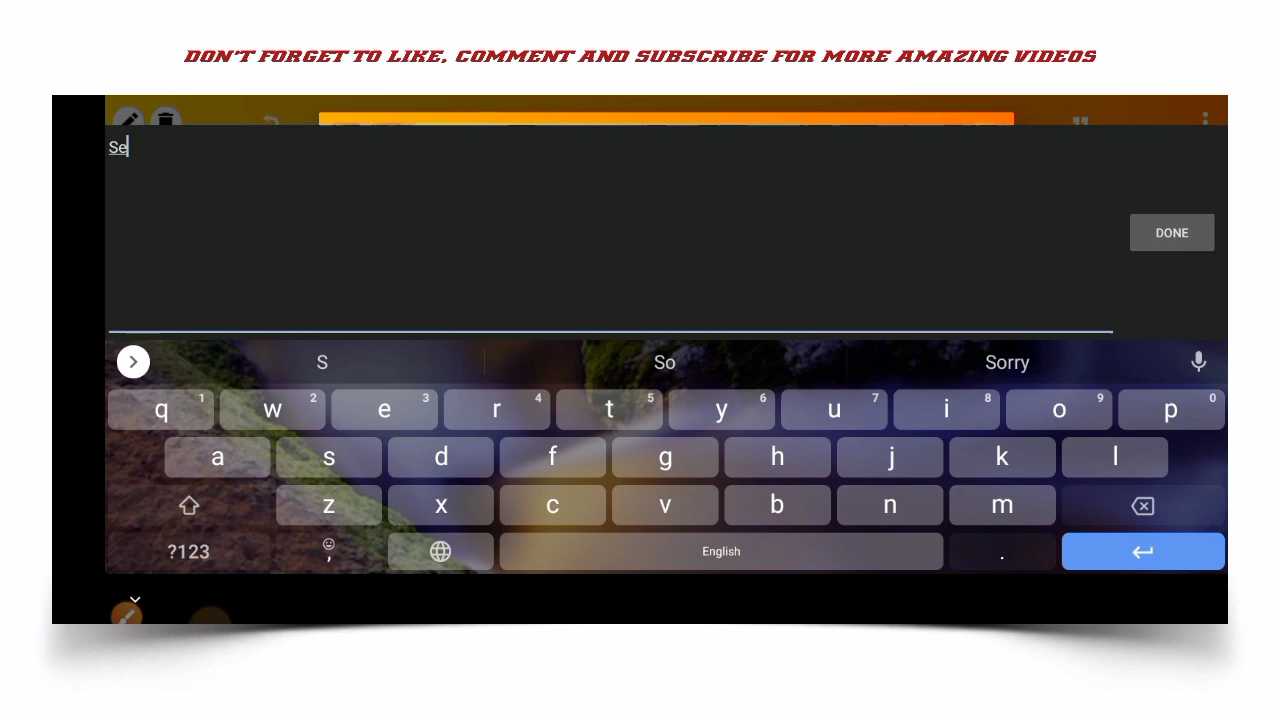 DON'T FORGET TO LIKE, COMMENT AND SUBSCRIBE FOR MORE AMAZING VIDEOS
Se
DONE
S So Sorry
q 1 w 2 e 3 r 4 t 5 y 6 u 7 i 8 o 9 p 0
a s d f g h j k l
z x c v b n m
?123 , English .